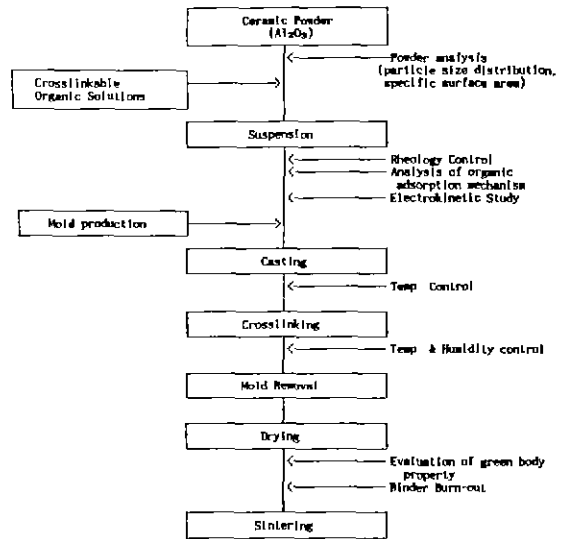 Ceramic Powder
(Al₂O₃)
Powder analysis
(particle size distribution,
specific surface area)
Crosslinkable
Organic Solutions
Suspension
Rheology Control
Analysis of organic
adsorption mechanism
Electrokinetic Study
Mold production
Casting
Temp Control
Crosslinking
Temp & Humidity control
Mold Removal
Drying
Evaluation of green body
property
Binder Burn-out
Sintering